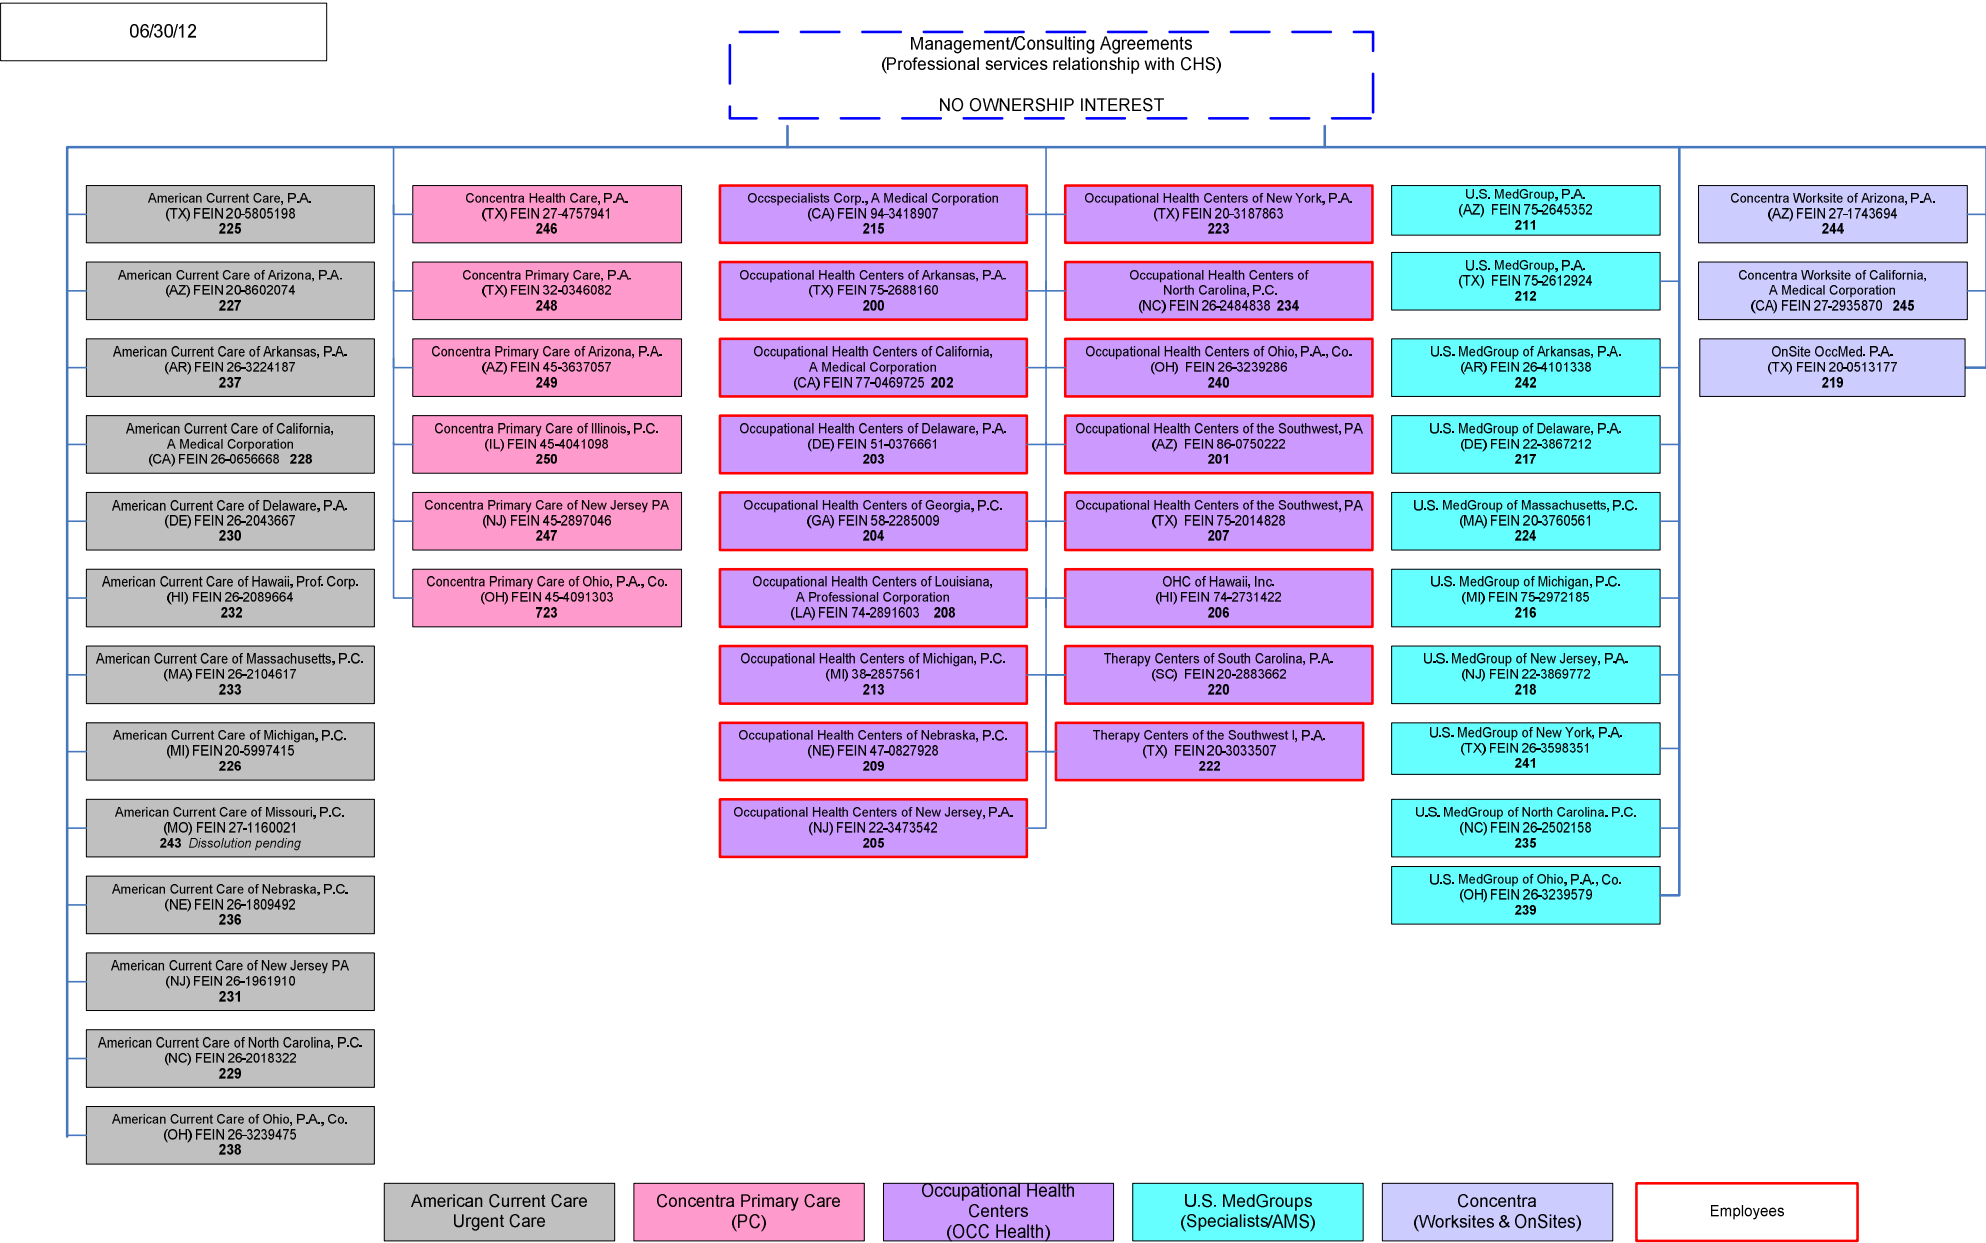 06/30/12
Management/Consulting Agreements
(Professional services relationship with CHS)
NO OWNERSHIP INTEREST
American Current Care, P.A.
(TX) FEIN 20-5805198
225
American Current Care of Arizona, P.A.
(AZ) FEIN 20-8602074
227
American Current Care of Arkansas, P.A.
(AR) FEIN 26-3224187
237
American Current Care of California,
A Medical Corporation
(CA) FEIN 26-0656668 228
American Current Care of Delaware, P.A.
(DE) FEIN 26-2043667
230
American Current Care of Hawaii, Prof. Corp.
(HI) FEIN 26-2089664
232
American Current Care of Massachusetts, P.C.
(MA) FEIN 26-2104617
233
American Current Care of Michigan, P.C.
(MI) FEIN 20-5997415
226
American Current Care of Missouri, P.C.
(MO) FEIN 27-1160021
243 Dissolution pending
American Current Care of Nebraska, P.C.
(NE) FEIN 26-1809492
236
American Current Care of New Jersey PA
(NJ) FEIN 26-1961910
231
American Current Care of North Carolina, P.C.
(NC) FEIN 26-2018322
229
American Current Care of Ohio, P.A., Co.
(OH) FEIN 26-3239475
238
Concentra Health Care, P.A.
(TX) FEIN 27-4757941
246
Concentra Primary Care, P.A.
(TX) FEIN 32-0346082
248
Concentra Primary Care of Arizona, P.A.
(AZ) FEIN 45-3637057
249
Concentra Primary Care of Illinois, P.C.
(IL) FEIN 45-4041098
250
Concentra Primary Care of New Jersey PA
(NJ) FEIN 45-2897046
247
Concentra Primary Care of Ohio, P.A., Co.
(OH) FEIN 45-4091303
723
Occspecialists Corp., A Medical Corporation
(CA) FEIN 94-3418907
215
Occupational Health Centers of Arkansas, P.A.
(TX) FEIN 75-2688160
200
Occupational Health Centers of California,
A Medical Corporation
(CA) FEIN 77-0469725 202
Occupational Health Centers of Delaware, P.A.
(DE) FEIN 51-0376661
203
Occupational Health Centers of Georgia, P.C.
(GA) FEIN 58-2285009
204
Occupational Health Centers of Louisiana,
A Professional Corporation
(LA) FEIN 74-2891603 208
Occupational Health Centers of Michigan, P.C.
(MI) 38-2857561
213
Occupational Health Centers of Nebraska, P.C.
(NE) FEIN 47-0827928
209
Occupational Health Centers of New Jersey, P.A.
(NJ) FEIN 22-3473542
205
Occupational Health Centers of New York, P.A.
(TX) FEIN 20-3187863
223
Occupational Health Centers of
North Carolina, P.C.
(NC) FEIN 26-2484838 234
Occupational Health Centers of Ohio, P.A., Co.
(OH) FEIN 26-3239286
240
Occupational Health Centers of the Southwest, PA
(AZ) FEIN 86-0750222
201
Occupational Health Centers of the Southwest, PA
(TX) FEIN 75-2014828
207
OHC of Hawaii, Inc.
(HI) FEIN 74-2731422
206
Therapy Centers of South Carolina, P.A.
(SC) FEIN 20-2883662
220
Therapy Centers of the Southwest I, P.A.
(TX) FEIN 20-3033507
222
U.S. MedGroup, P.A.
(AZ) FEIN 75-2645352
211
U.S. MedGroup, P.A.
(TX) FEIN 75-2612924
212
U.S. MedGroup of Arkansas, P.A.
(AR) FEIN 26-4101338
242
U.S. MedGroup of Delaware, P.A.
(DE) FEIN 22-3867212
217
U.S. MedGroup of Massachusetts, P.C.
(MA) FEIN 20-3760561
224
U.S. MedGroup of Michigan, P.C.
(MI) FEIN 75-2972185
216
U.S. MedGroup of New Jersey, P.A.
(NJ) FEIN 22-3869772
218
U.S. MedGroup of New York, P.A.
(TX) FEIN 26-3598351
241
U.S. MedGroup of North Carolina. P.C.
(NC) FEIN 26-2502158
235
U.S. MedGroup of Ohio, P.A., Co.
(OH) FEIN 26-3239579
239
Concentra Worksite of Arizona, P.A.
(AZ) FEIN 27-1743694
244
Concentra Worksite of California,
A Medical Corporation
(CA) FEIN 27-2935870 245
OnSite OccMed. P.A.
(TX) FEIN 20-0513177
219
American Current Care
Urgent Care
Concentra Primary Care
(PC)
Occupational Health
Centers
(OCC Health)
U.S. MedGroups
(Specialists/AMS)
Concentra
(Worksites & OnSites)
Employees